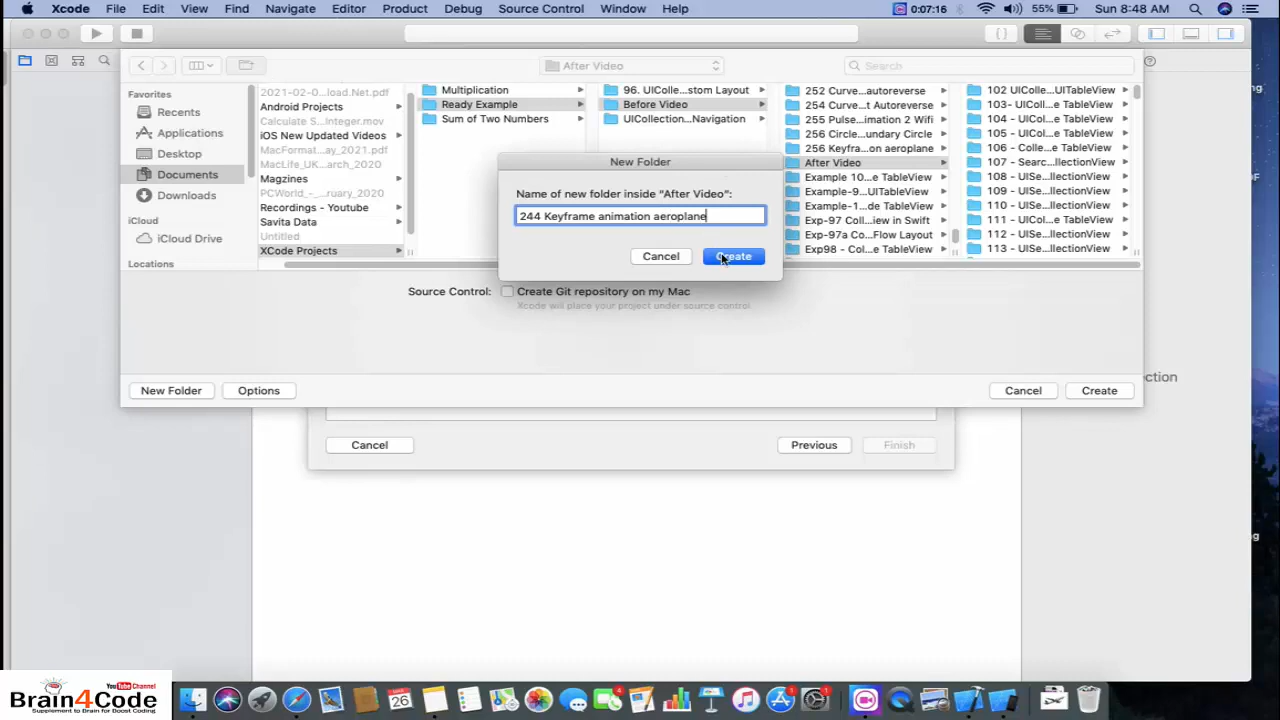 Xcode File Edit View Find Navigate Editor Product Debug Source Control Window Help 0:07:16 55% Sun 8:48 AM
After Video Search
Favorites
Recents
Applications
Desktop
Documents
Downloads
iCloud
iCloud Drive
Locations
2021-02-0...load.Net.pdf
Android Projects
Calculate S...Integer.mov
iOS New Updated Videos
MacFormat...ay_2021.pdf
MacLife_UK...arch_2020
Magzines
PCWorld_-...ruary_2020
Recordings - Youtube
Savita Data
Untitled
XCode Projects
Multiplication
Ready Example
Sum of Two Numbers
96. UIColle...stom Layout
Before Video
UICollection...Navigation
252 Curve...autoreverse
254 Curve...t Autoreverse
255 Pulse...mation 2 Wifi
256 Circle...undary Circle
256 Keyfra...on aeroplane
After Video
Example 10...e TableView
Example-9...UITableView
Example-1...de TableView
Exp-97 Coll...iew in Swift
Exp-97a Co...Flow Layout
Exp98 - Col...e TableView
102 UIColle...UITableView
103- UICol...e TableView
104 - UICol...e TableView
105 - UICol...e TableView
106 - Colle...e TableView
107 - Searc...llectionView
108 - UISe...llectionView
109 - UISe...llectionView
110 - UISe...llectionView
111 - UICol...de TableView
112 - UISe...llectionView
113 - UISe...llectionView
New Folder
Name of new folder inside "After Video":
244 Keyframe animation aeroplane
Cancel Create
Source Control: Create Git repository on my Mac
Xcode will place your project under source control.
New Folder Options Cancel Create
ction
Cancel Previous Finish
YouTube Channel
Brain4Code
Supplement to Brain for Boost Coding
26
4
1
1